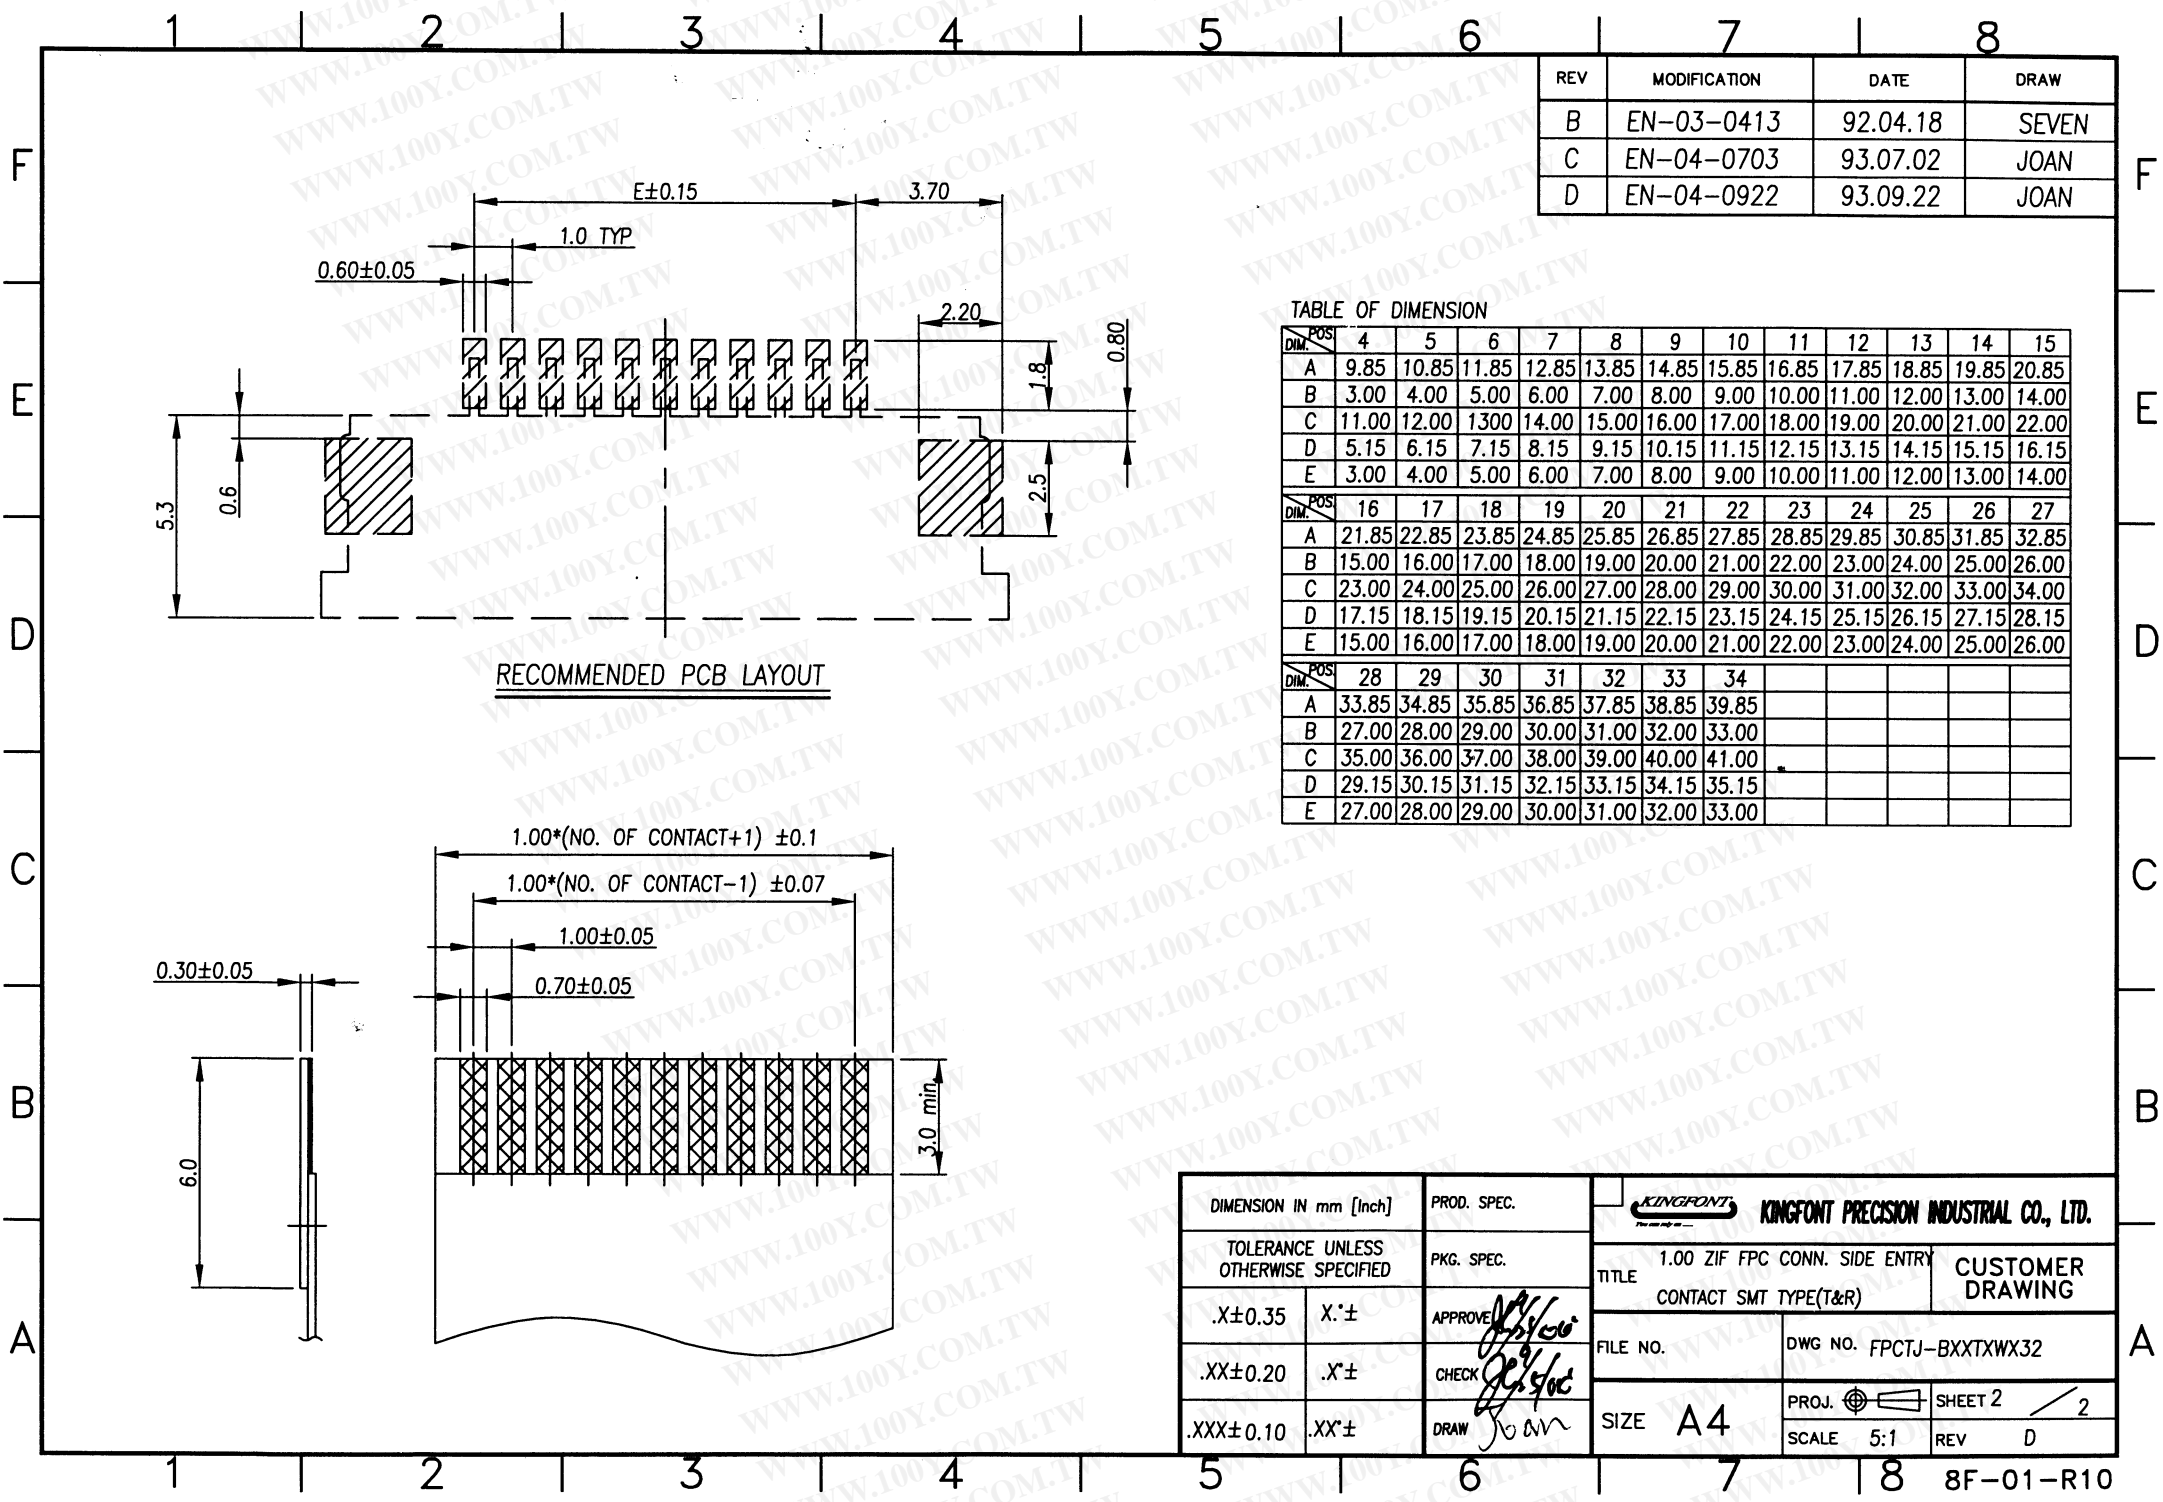 1 2 3 4 5 6 7 8
REV MODIFICATION DATE DRAW
B EN-03-0413 92.04.18 SEVEN
C EN-04-0703 93.07.02 JOAN
D EN-04-0922 93.09.22 JOAN
F F
E E
D D
C C
B B
A A
E±0.15 3.70
1.0 TYP
0.60±0.05
2.20
0.80
1.8
5.3
0.6
2.5
RECOMMENDED PCB LAYOUT
TABLE OF DIMENSION
DIM. POS. 4 5 6 7 8 9 10 11 12 13 14 15
A 9.85 10.85 11.85 12.85 13.85 14.85 15.85 16.85 17.85 18.85 19.85 20.85
B 3.00 4.00 5.00 6.00 7.00 8.00 9.00 10.00 11.00 12.00 13.00 14.00
C 11.00 12.00 1300 14.00 15.00 16.00 17.00 18.00 19.00 20.00 21.00 22.00
D 5.15 6.15 7.15 8.15 9.15 10.15 11.15 12.15 13.15 14.15 15.15 16.15
E 3.00 4.00 5.00 6.00 7.00 8.00 9.00 10.00 11.00 12.00 13.00 14.00
DIM. POS. 16 17 18 19 20 21 22 23 24 25 26 27
A 21.85 22.85 23.85 24.85 25.85 26.85 27.85 28.85 29.85 30.85 31.85 32.85
B 15.00 16.00 17.00 18.00 19.00 20.00 21.00 22.00 23.00 24.00 25.00 26.00
C 23.00 24.00 25.00 26.00 27.00 28.00 29.00 30.00 31.00 32.00 33.00 34.00
D 17.15 18.15 19.15 20.15 21.15 22.15 23.15 24.15 25.15 26.15 27.15 28.15
E 15.00 16.00 17.00 18.00 19.00 20.00 21.00 22.00 23.00 24.00 25.00 26.00
DIM. POS. 28 29 30 31 32 33 34
A 33.85 34.85 35.85 36.85 37.85 38.85 39.85
B 27.00 28.00 29.00 30.00 31.00 32.00 33.00
C 35.00 36.00 37.00 38.00 39.00 40.00 41.00
D 29.15 30.15 31.15 32.15 33.15 34.15 35.15
E 27.00 28.00 29.00 30.00 31.00 32.00 33.00
1.00*(NO. OF CONTACT+1) ±0.1
1.00*(NO. OF CONTACT-1) ±0.07
1.00±0.05
0.30±0.05
0.70±0.05
6.0
3.0 min.
DIMENSION IN mm [Inch]
TOLERANCE UNLESS
OTHERWISE SPECIFIED
.X±0.35 X.°±
.XX±0.20 .X°±
.XXX±0.10 .XX°±
PROD. SPEC.
PKG. SPEC.
APPROVE
CHECK
DRAW Joan
KINGFONT KINGFONT PRECISION INDUSTRIAL CO., LTD.
TITLE 1.00 ZIF FPC CONN. SIDE ENTRY
CONTACT SMT TYPE(T&R)
CUSTOMER
DRAWING
FILE NO.
DWG NO. FPCTJ-BXXTXWX32
SIZE A4
PROJ. SHEET 2 / 2
SCALE 5:1 REV D
1 2 3 4 5 6 7 8
8F-01-R10
WWW.100Y.COM.TW